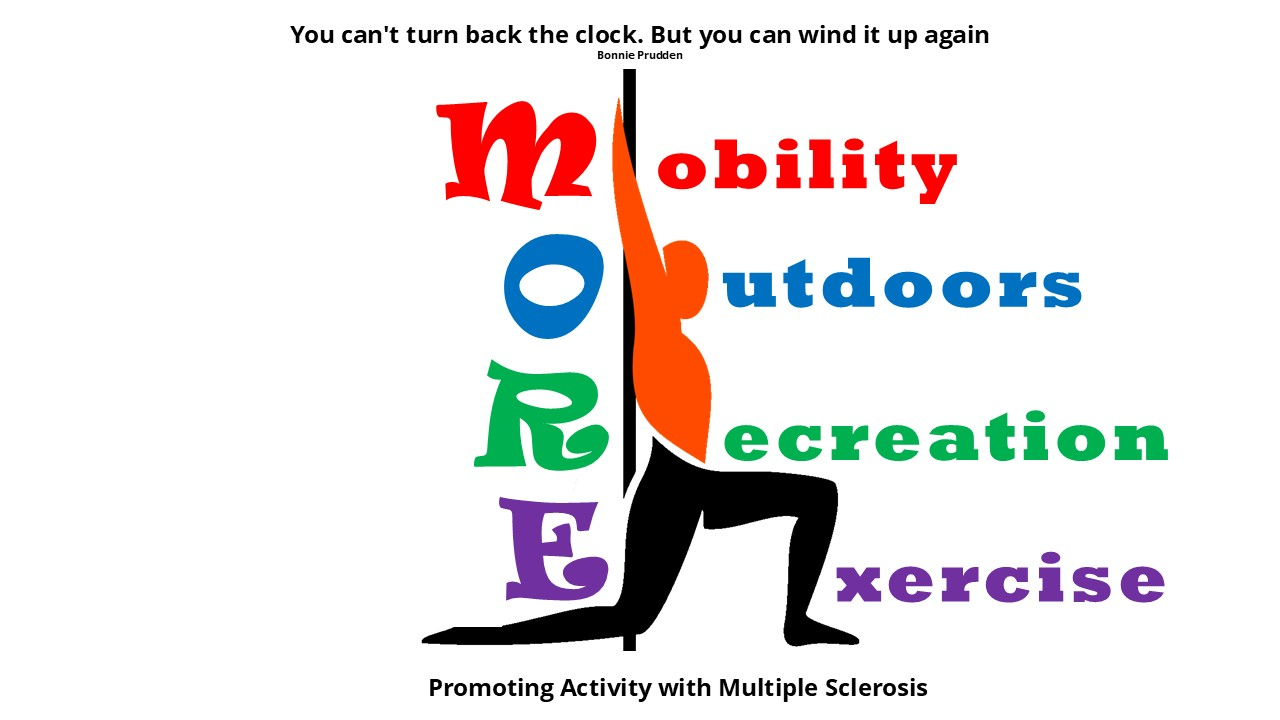 You can't turn back the clock. But you can wind it up again
Bonnie Prudden
Mobility
Outdoors
Recreation
Exercise
Promoting Activity with Multiple Sclerosis